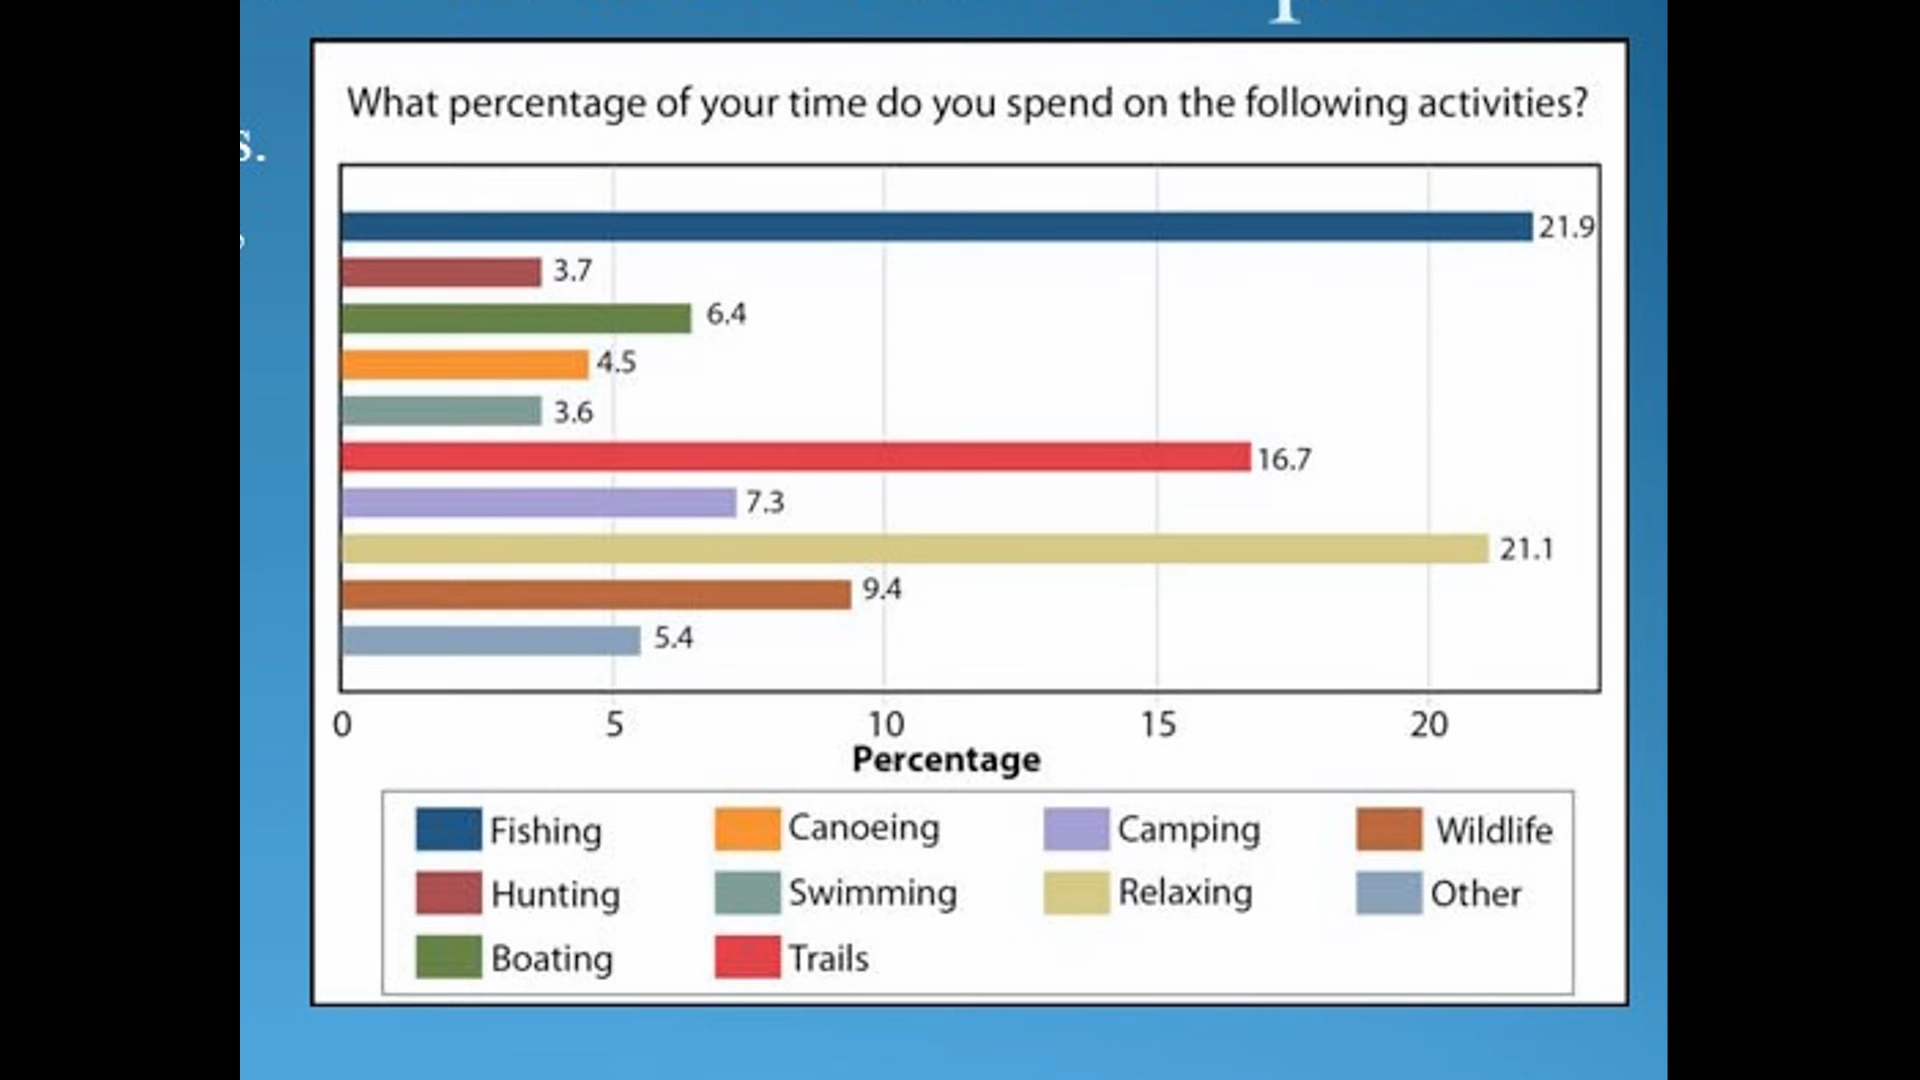 s.
What percentage of your time do you spend on the following activities?
21.9
3.7
6.4
4.5
3.6
16.7
7.3
21.1
9.4
5.4
0 5 10 15 20
Percentage
Fishing Canoeing Camping Wildlife
Hunting Swimming Relaxing Other
Boating Trails